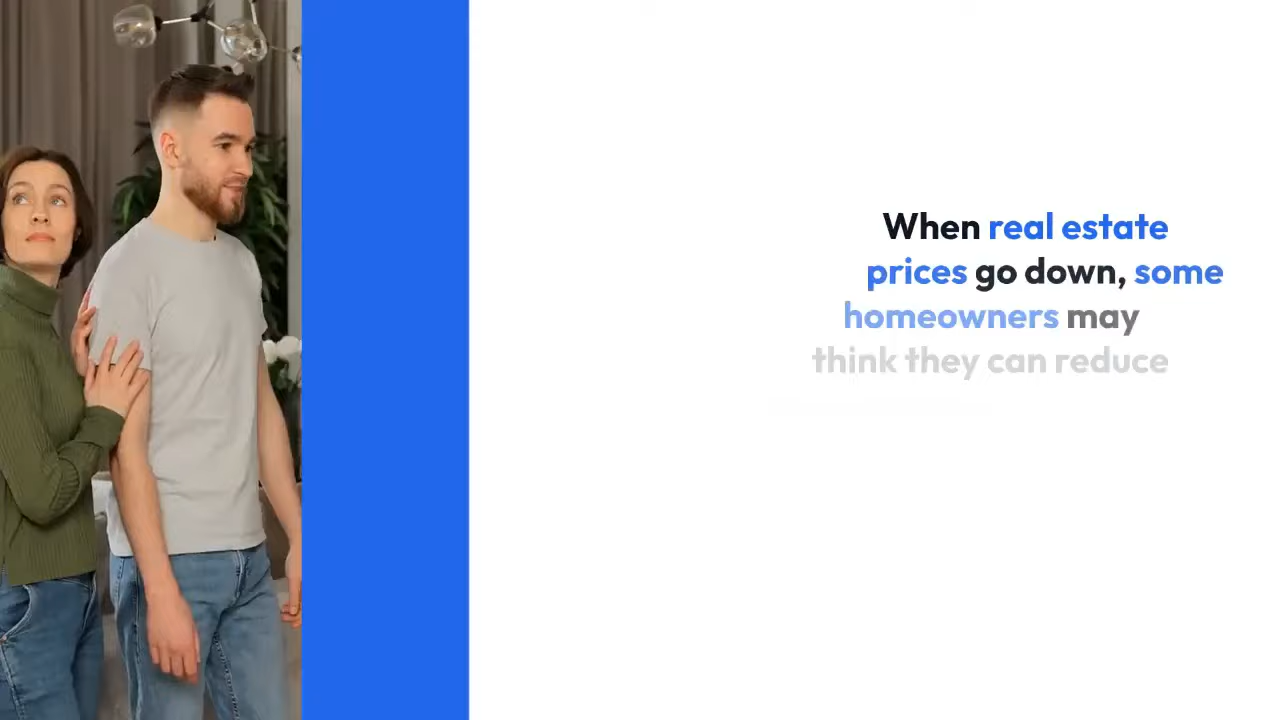 When real estate
prices go down, some
homeowners may
think they can reduce